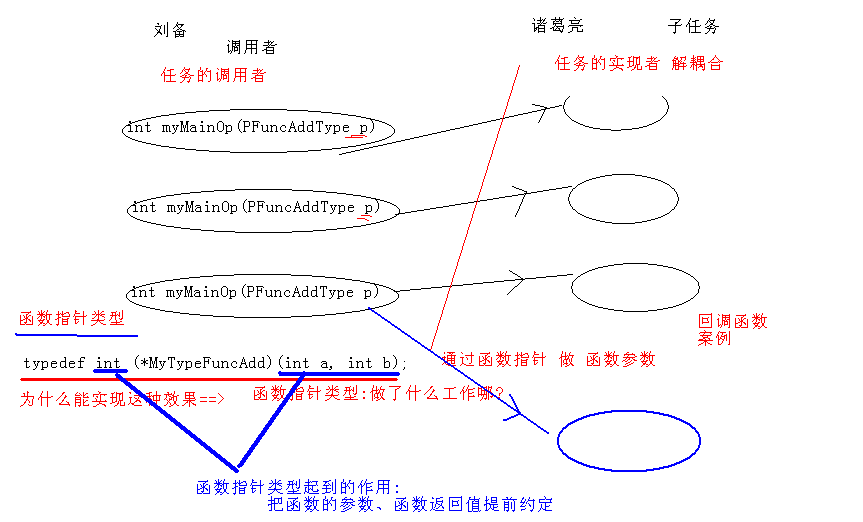 刘备
调用者
任务的调用者
诸葛亮
子任务
任务的实现者 解耦合
int myMainOp(PFuncAddType p)
int myMainOp(PFuncAddType p)
int myMainOp(PFuncAddType p)
函数指针类型
回调函数
案例
typedef int (*MyTypeFuncAdd)(int a, int b);
通过函数指针 做 函数参数
为什么能实现这种效果==>
函数指针类型:做了什么工作哪?
函数指针类型起到的作用:
把函数的参数、函数返回值提前约定